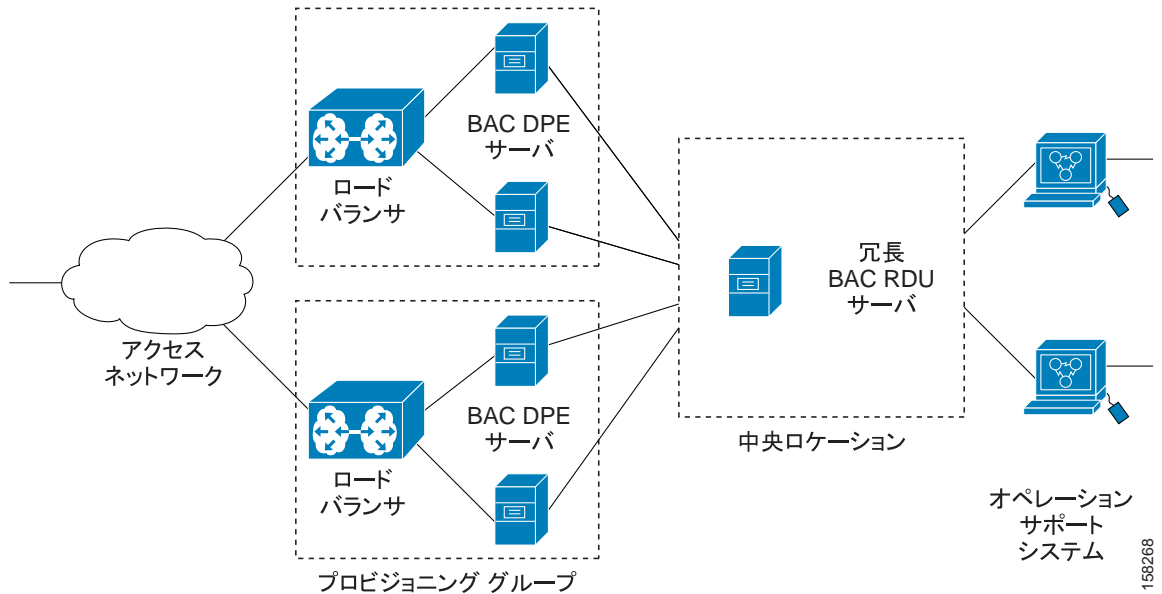 BAC DPE
サーバ
ロード
バランサ
アクセス
ネットワーク
BAC DPE
サーバ
ロード
バランサ
プロビジョニング グループ
冗長
BAC RDU
サーバ
中央ロケーション
オペレーション
サポート
システム
158268